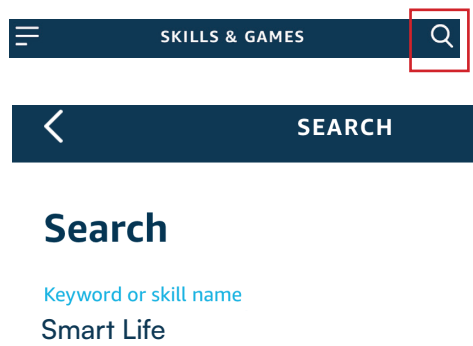 SKILLS & GAMES
SEARCH
Search
Keyword or skill name
Smart Life